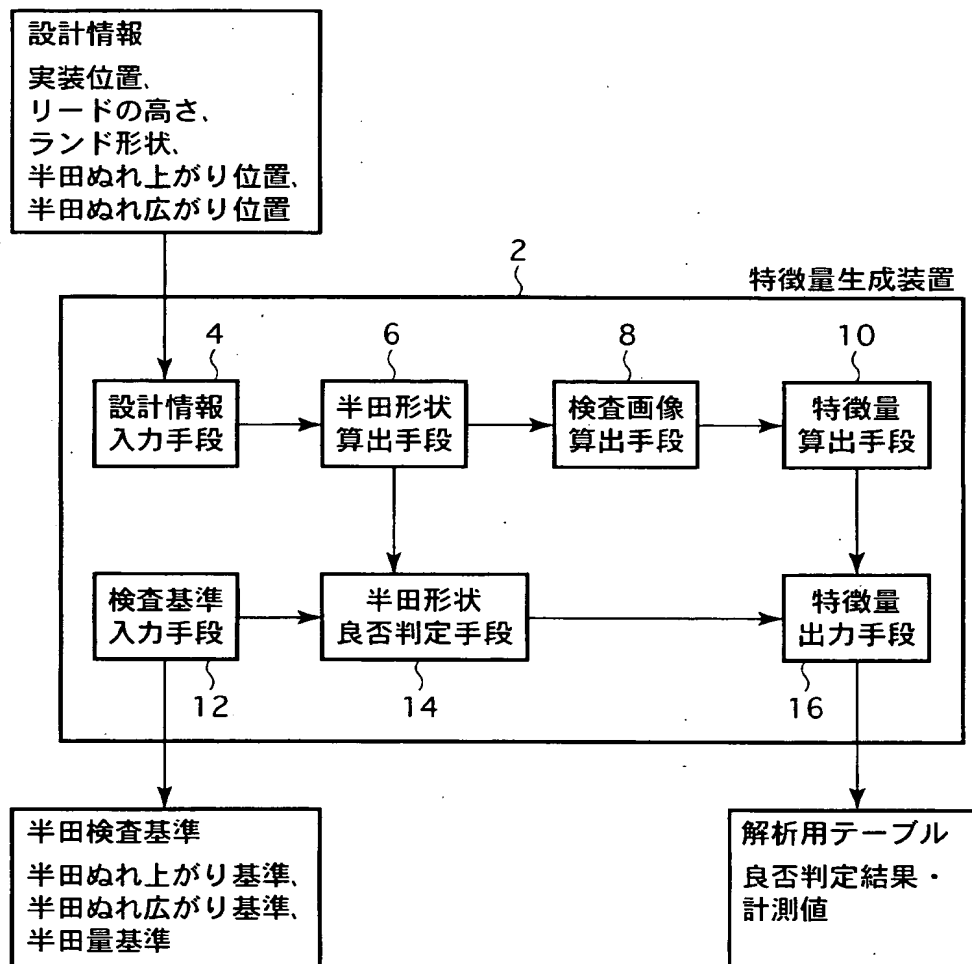 設計情報
実装位置、
リードの高さ、
ランド形状、
半田ぬれ上がり位置、
半田ぬれ広がり位置
2
特徴量生成装置
4
6
8
10
設計情報
入力手段
半田形状
算出手段
検査画像
算出手段
特徴量
算出手段
検査基準
入力手段
半田形状
良否判定手段
特徴量
出力手段
12
14
16
半田検査基準
半田ぬれ上がり基準、
半田ぬれ広がり基準、
半田量基準
解析用テーブル
良否判定結果・
計測値